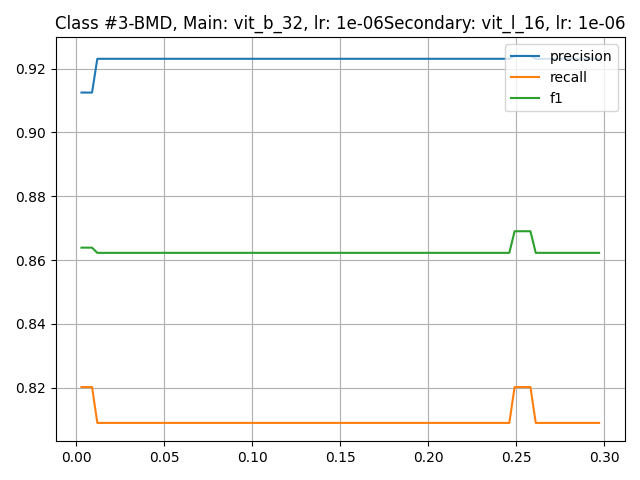 Class #3-BMD, Main: vit_b_32, lr: 1e-06Secondary: vit_l_16, lr: 1e-06
precision
recall
f1
0.92
0.90
0.88
0.86
0.84
0.82
0.00 0.05 0.10 0.15 0.20 0.25 0.30